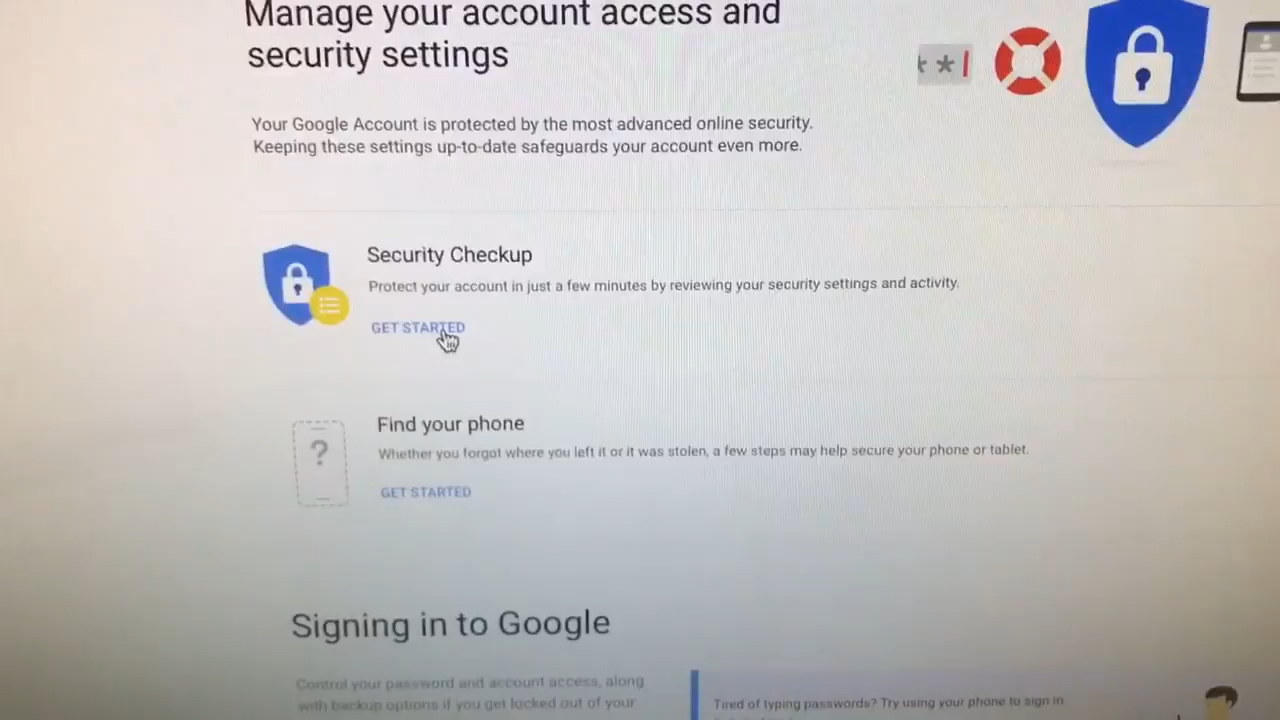 Manage your account access and
security settings
Your Google Account is protected by the most advanced online security.
Keeping these settings up-to-date safeguards your account even more.
Security Checkup
Protect your account in just a few minutes by reviewing your security settings and activity.
GET STARTED
Find your phone
?
Whether you forgot where you left it or it was stolen, a few steps may help secure your phone or tablet.
GET STARTED
Signing in to Google
Control your password and account access, along
with backup options if you get locked out of your
Tired of typing passwords? Try using your phone to sign in